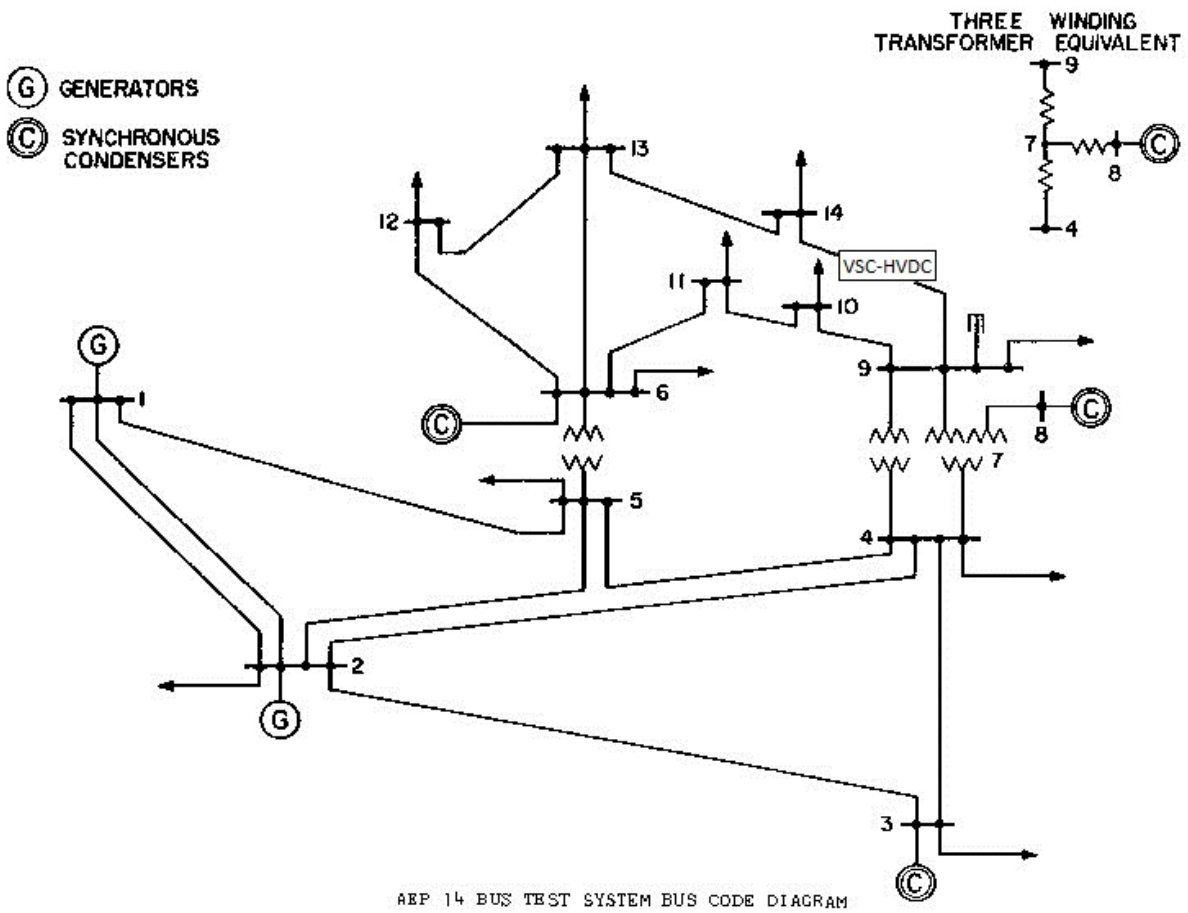 THREE WINDING
TRANSFORMER EQUIVALENT
9
7
C
8
4
G GENERATORS
C SYNCHRONOUS
CONDENSERS
13
12
14
VSC-HVDC
11
10
G
1
6
9
C
C
8
7
5
4
2
G
3
C
AEP 14 BUS TEST SYSTEM BUS CODE DIAGRAM